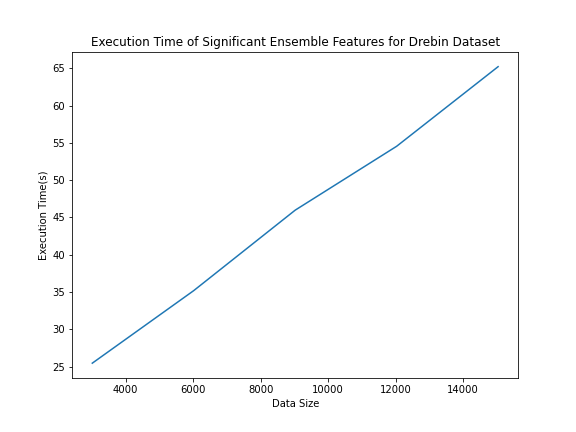 Execution Time of Significant Ensemble Features for Drebin Dataset
65
60
55
50
45
40
35
30
25
Execution Time(s)
4000 6000 8000 10000 12000 14000
Data Size